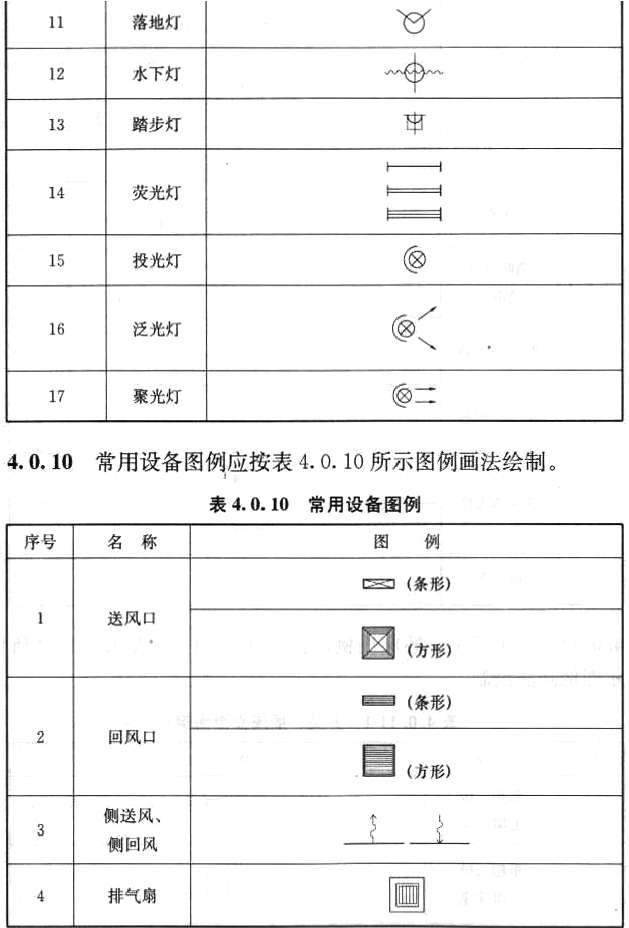 11 落地灯
12 水下灯
13 踏步灯
14 荧光灯
15 投光灯
16 泛光灯
17 聚光灯
4.0.10 常用设备图例应按表 4.0.10 所示图例画法绘制。
表 4.0.10 常用设备图例
序号 名 称 图 例
1 送风口 (条形)
(方形)
2 回风口 (条形)
(方形)
3 侧送风、
侧回风
4 排气扇